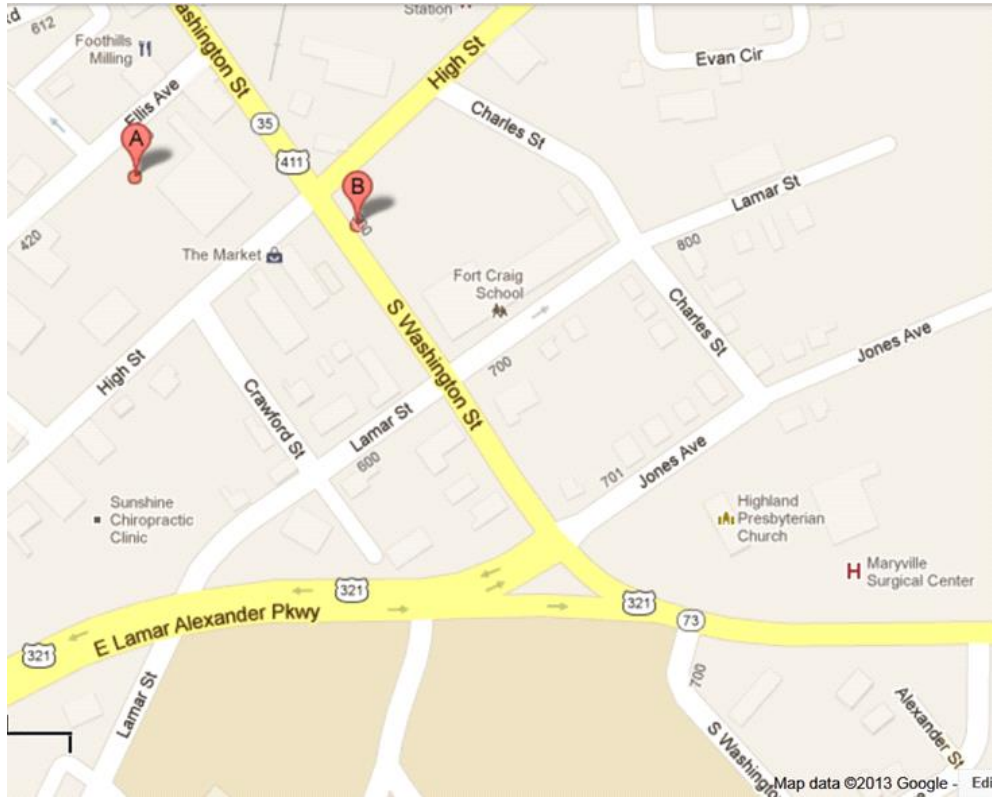 612
Station
Foothills
Milling
Evan Cir
High St
Ellis Ave
A
35
Charles St
411
B
Lamar St
420
The Market
800
Fort Craig
School
S Washington St
Charles St
Jones Ave
High St
700
Crawford St
Lamar St
600
Jones Ave
701
Sunshine
Chiropractic
Clinic
Highland
Presbyterian
Church
H
Maryville
Surgical Center
321
321
73
E Lamar Alexander Pkwy
321
Lamar St
700
Alexander St
S Washington
Map data ©2013 Google -